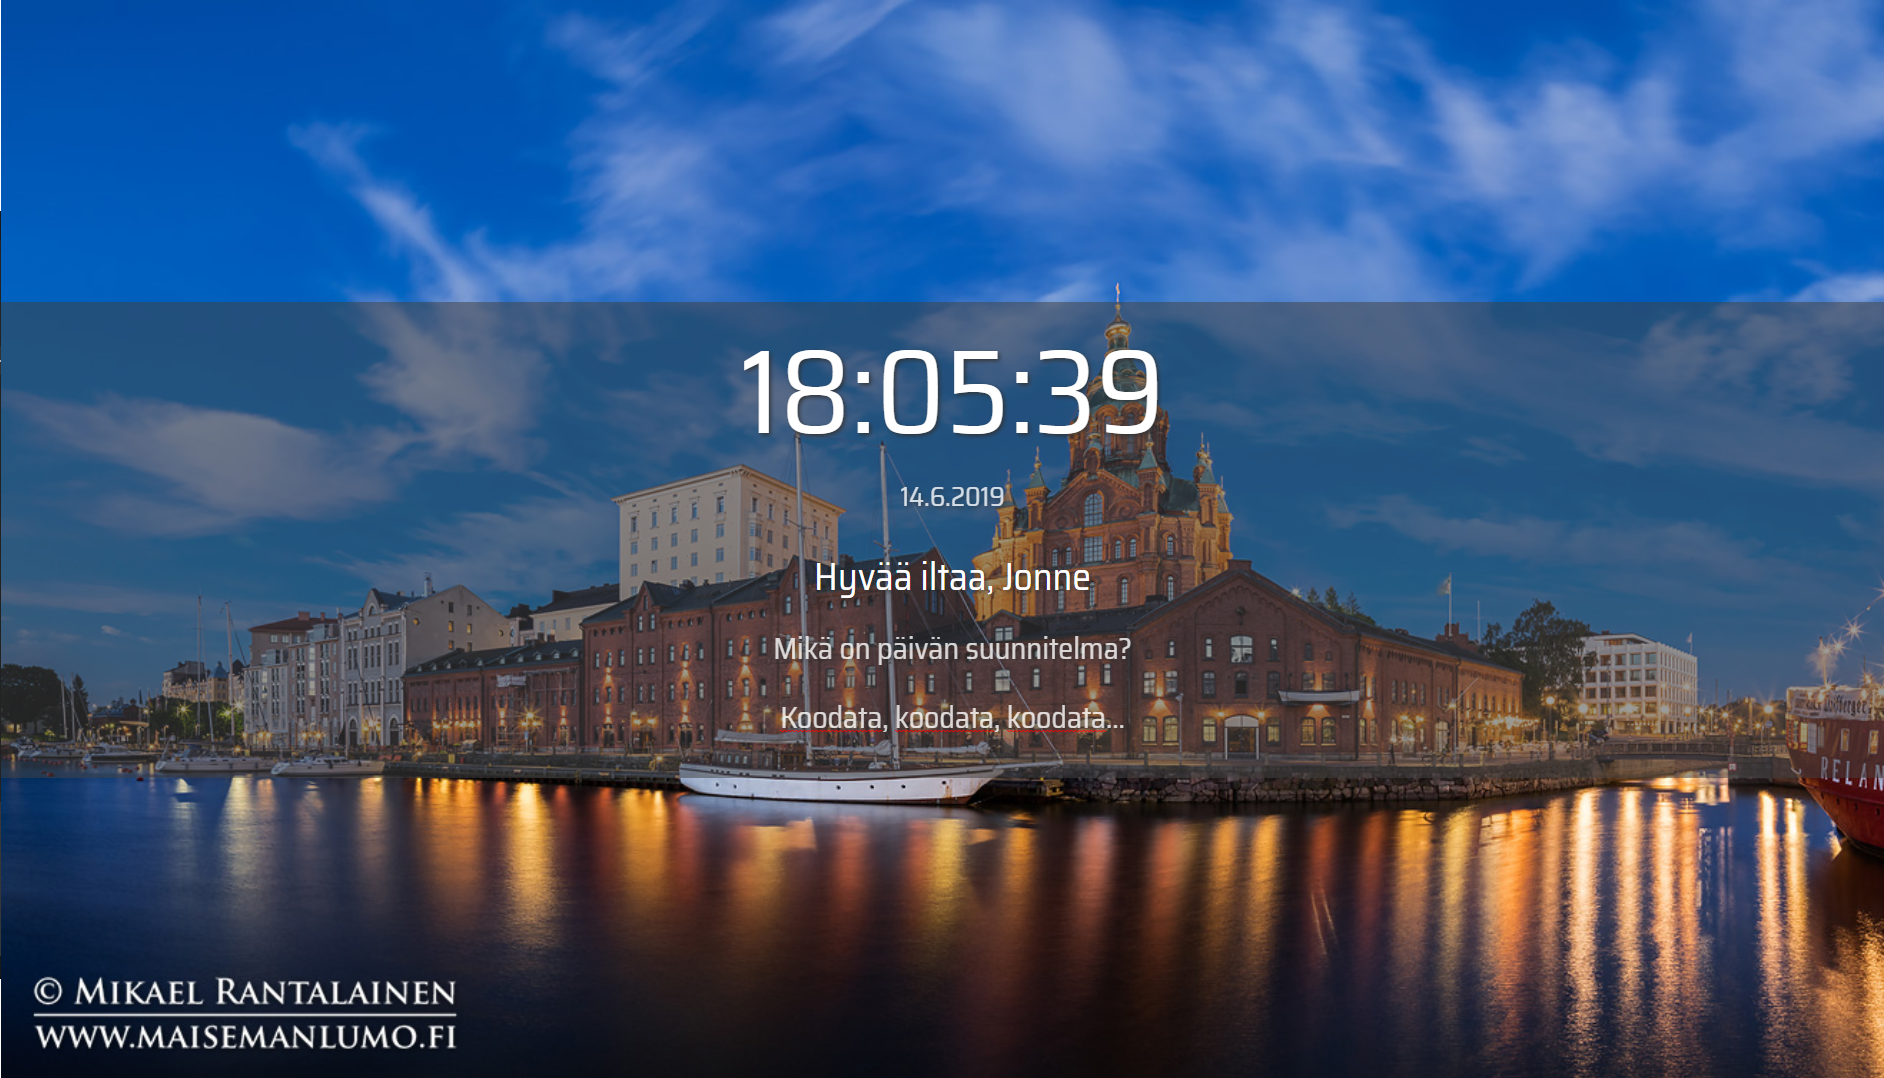 18:05:39
14.6.2019
Hyvää iltaa, Jonne
Mikä on päivän suunnitelma?
Koodata, koodata, koodata...
RELAN
© MIKAEL RANTALAINEN
WWW.MAISEMANLUMO.FI